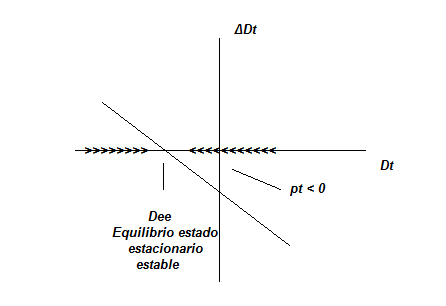 ΔDt
>>>>>>>> <<<<<<<<<<<
Dt
pt < 0
Dee
Equilibrio estado
estacionario
estable